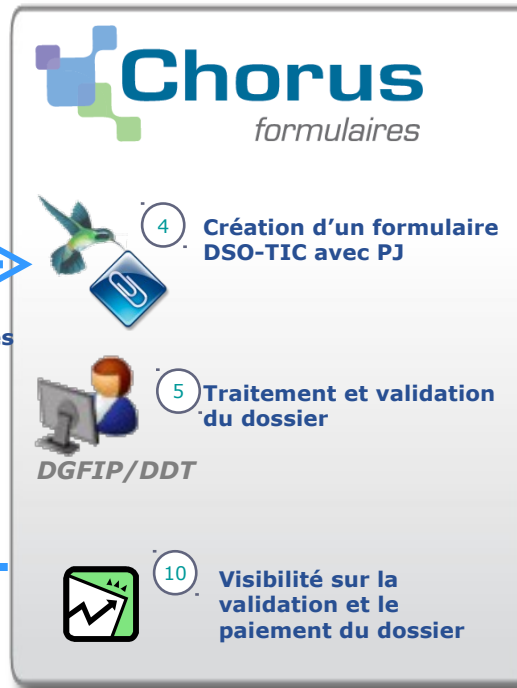 Chorus
formulaires
4
Création d'un formulaire
DSO-TIC avec PJ
5
Traitement et validation
du dossier
DGFIP/DDT
10
Visibilité sur la
validation et le
paiement du dossier